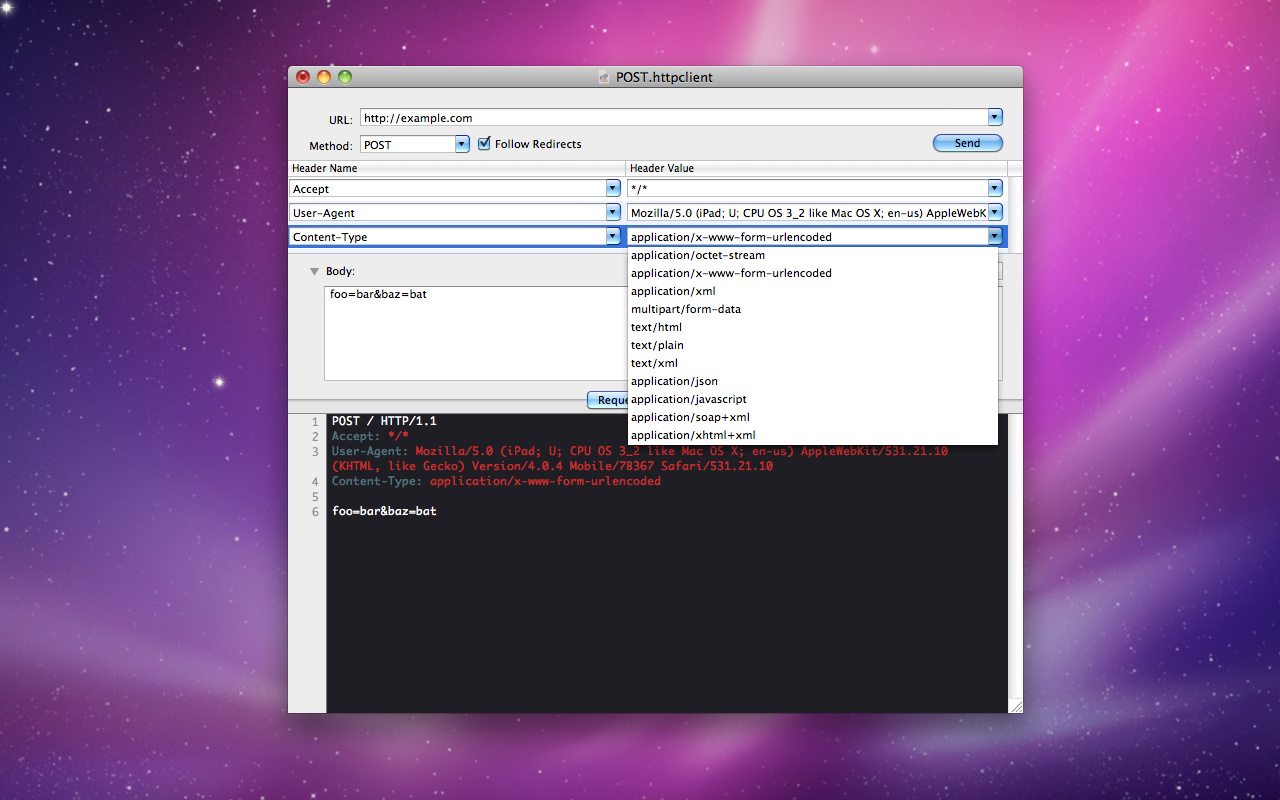 POST.httpclient
URL: http://example.com
Method: POST Follow Redirects Send
Header Name Header Value
Accept */*
User-Agent Mozilla/5.0 (iPad; U; CPU OS 3_2 like Mac OS X; en-us) AppleWebK
Content-Type application/x-www-form-urlencoded
application/octet-stream
application/x-www-form-urlencoded
application/xml
multipart/form-data
text/html
text/plain
text/xml
application/json
application/javascript
application/soap+xml
application/xhtml+xml
Body:
foo=bar&baz=bat
Reque
1 POST / HTTP/1.1
2 Accept: */*
3 User-Agent: Mozilla/5.0 (iPad; U; CPU OS 3_2 like Mac OS X; en-us) AppleWebKit/531.21.10
(KHTML, like Gecko) Version/4.0.4 Mobile/7B367 Safari/531.21.10
4 Content-Type: application/x-www-form-urlencoded
5
6 foo=bar&baz=bat